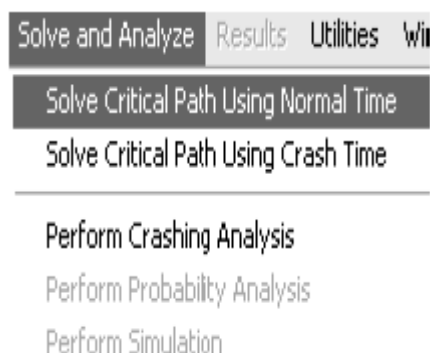 Solve and Analyze Results Utilities
Solve Critical Path Using Normal Time
Solve Critical Path Using Crash Time
Perform Crashing Analysis
Perform Probability Analysis
Perform Simulation